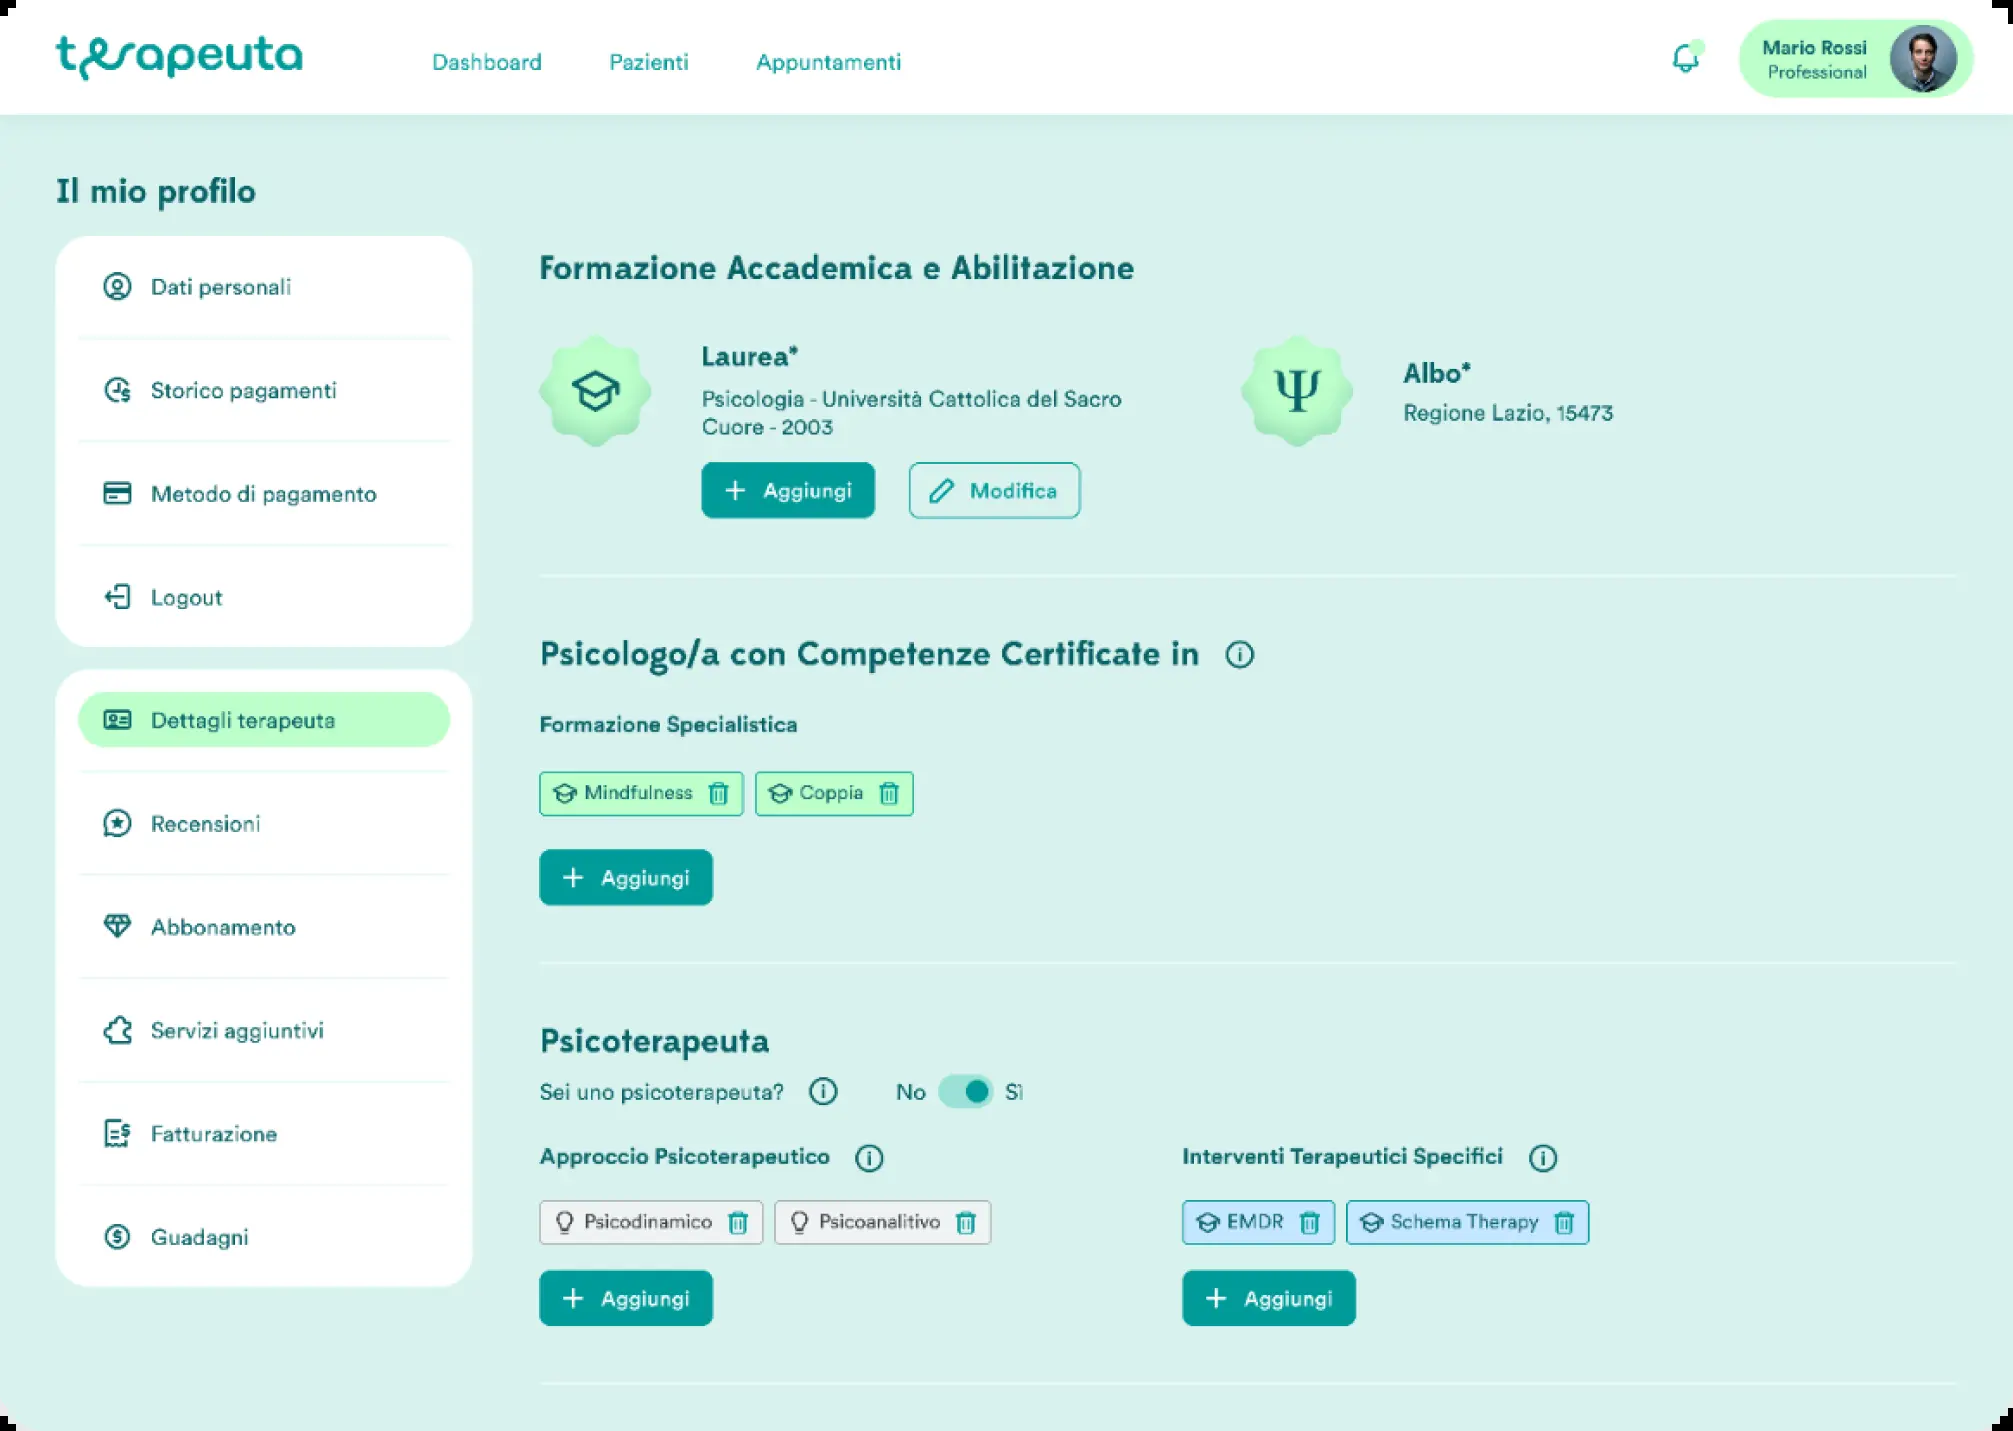 terapeuta
Dashboard
Pazienti
Appuntamenti
Mario Rossi
Professional
Il mio profilo
Dati personali
Storico pagamenti
Metodo di pagamento
Logout
Dettagli terapeuta
Recensioni
Abbonamento
Servizi aggiuntivi
Fatturazione
Guadagni
Formazione Accademica e Abilitazione
Laurea*
Psicologia - Università Cattolica del Sacro
Cuore - 2003
Aggiungi
Modifica
Ψ
Albo*
Regione Lazio, 15473
Psicologo/a con Competenze Certificate in
Formazione Specialistica
Mindfulness
Coppia
Aggiungi
Psicoterapeuta
Sei uno psicoterapeuta?
No
Sì
Approccio Psicoterapeutico
Psicodinamico
Psicoanalitivo
Aggiungi
Interventi Terapeutici Specifici
EMDR
Schema Therapy
Aggiungi